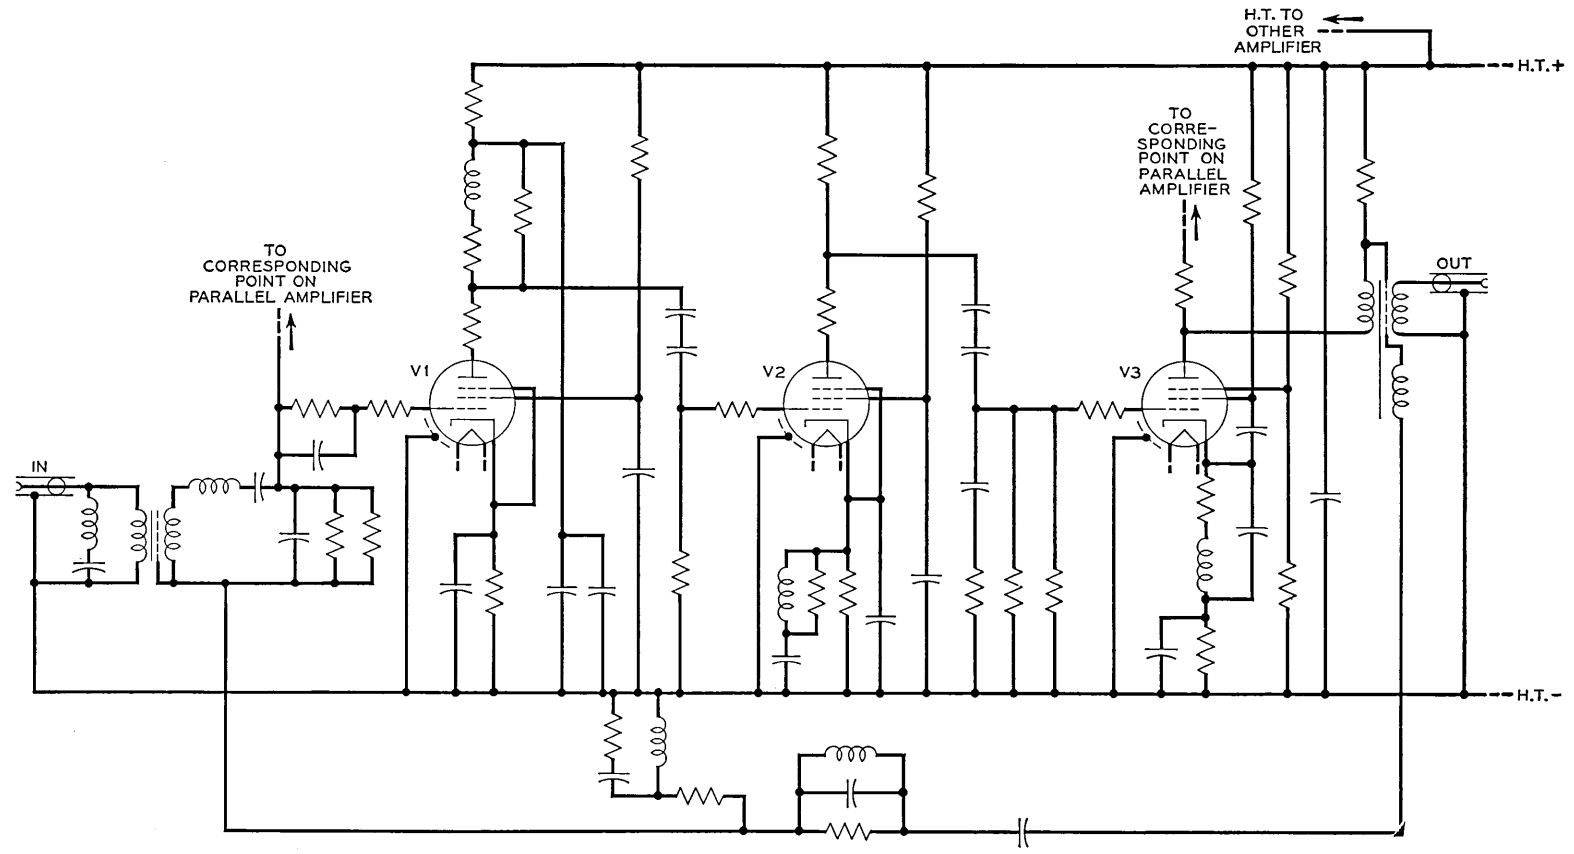 H.T. TO
OTHER
AMPLIFIER
H.T.+
TO
CORRE-
SPONDING
POINT ON
PARALLEL
AMPLIFIER
TO
CORRESPONDING
POINT ON
PARALLEL AMPLIFIER
OUT
V1
V2
V3
IN
H.T.-